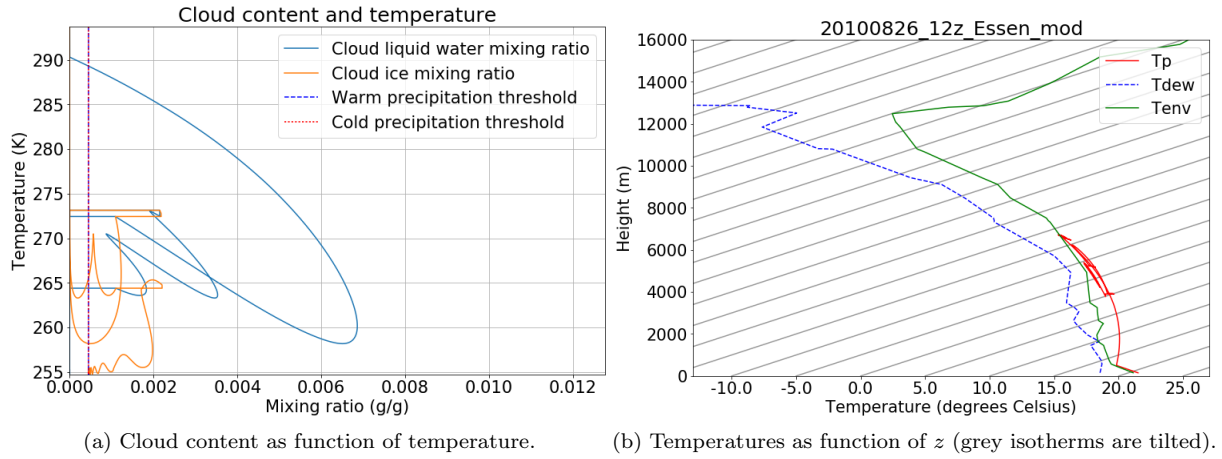 Cloud content and temperature
Cloud liquid water mixing ratio
Cloud ice mixing ratio
Warm precipitation threshold
Cold precipitation threshold
Temperature (K)
290
285
280
275
270
265
260
255
0.000
0.002
0.004
0.006
0.008
0.010
0.012
Mixing ratio (g/g)
(a) Cloud content as function of temperature.
20100826_12z_Essen_mod
Tp
Tdew
Tenv
Height (m)
16000
14000
12000
10000
8000
6000
4000
2000
0
-10.0
-5.0
0.0
5.0
10.0
15.0
20.0
25.0
Temperature (degrees Celsius)
(b) Temperatures as function of z (grey isotherms are tilted).